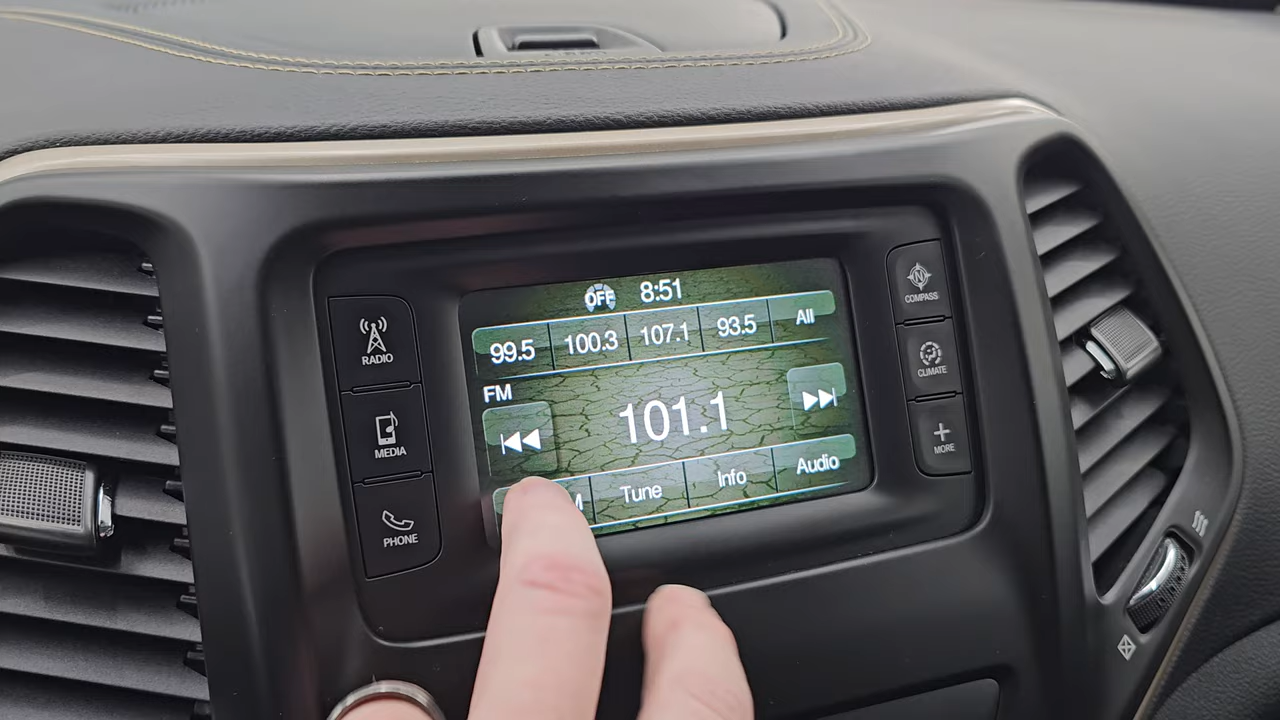 OFF 8:51
99.5 100.3 107.1 93.5 All
FM
101.1
Tune Info Audio
RADIO
MEDIA
PHONE
N
COMPASS
CLIMATE
MORE